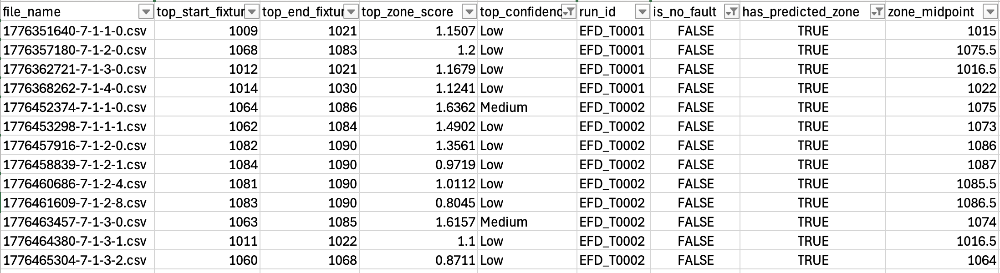 file_name top_start_fixtur top_end_fixtur top_zone_score top_confidenc run_id is_no_fault has_predicted_zone zone_midpoint
1776351640-7-1-1-0.csv 1009 1021 1.1507 Low EFD_T0001 FALSE TRUE 1015
1776357180-7-1-2-0.csv 1068 1083 1.2 Low EFD_T0001 FALSE TRUE 1075.5
1776362721-7-1-3-0.csv 1012 1021 1.1679 Low EFD_T0001 FALSE TRUE 1016.5
1776368262-7-1-4-0.csv 1014 1030 1.1241 Low EFD_T0001 FALSE TRUE 1022
1776452374-7-1-1-0.csv 1064 1086 1.6362 Medium EFD_T0002 FALSE TRUE 1075
1776453298-7-1-1-1.csv 1062 1084 1.4902 Low EFD_T0002 FALSE TRUE 1073
1776457916-7-1-2-0.csv 1082 1090 1.3561 Low EFD_T0002 FALSE TRUE 1086
1776458839-7-1-2-1.csv 1084 1090 0.9719 Low EFD_T0002 FALSE TRUE 1087
1776460686-7-1-2-4.csv 1081 1090 1.0112 Low EFD_T0002 FALSE TRUE 1085.5
1776461609-7-1-2-8.csv 1083 1090 0.8045 Low EFD_T0002 FALSE TRUE 1086.5
1776463457-7-1-3-0.csv 1063 1085 1.6157 Medium EFD_T0002 FALSE TRUE 1074
1776464380-7-1-3-1.csv 1011 1022 1.1 Low EFD_T0002 FALSE TRUE 1016.5
1776465304-7-1-3-2.csv 1060 1068 0.8711 Low EFD_T0002 FALSE TRUE 1064